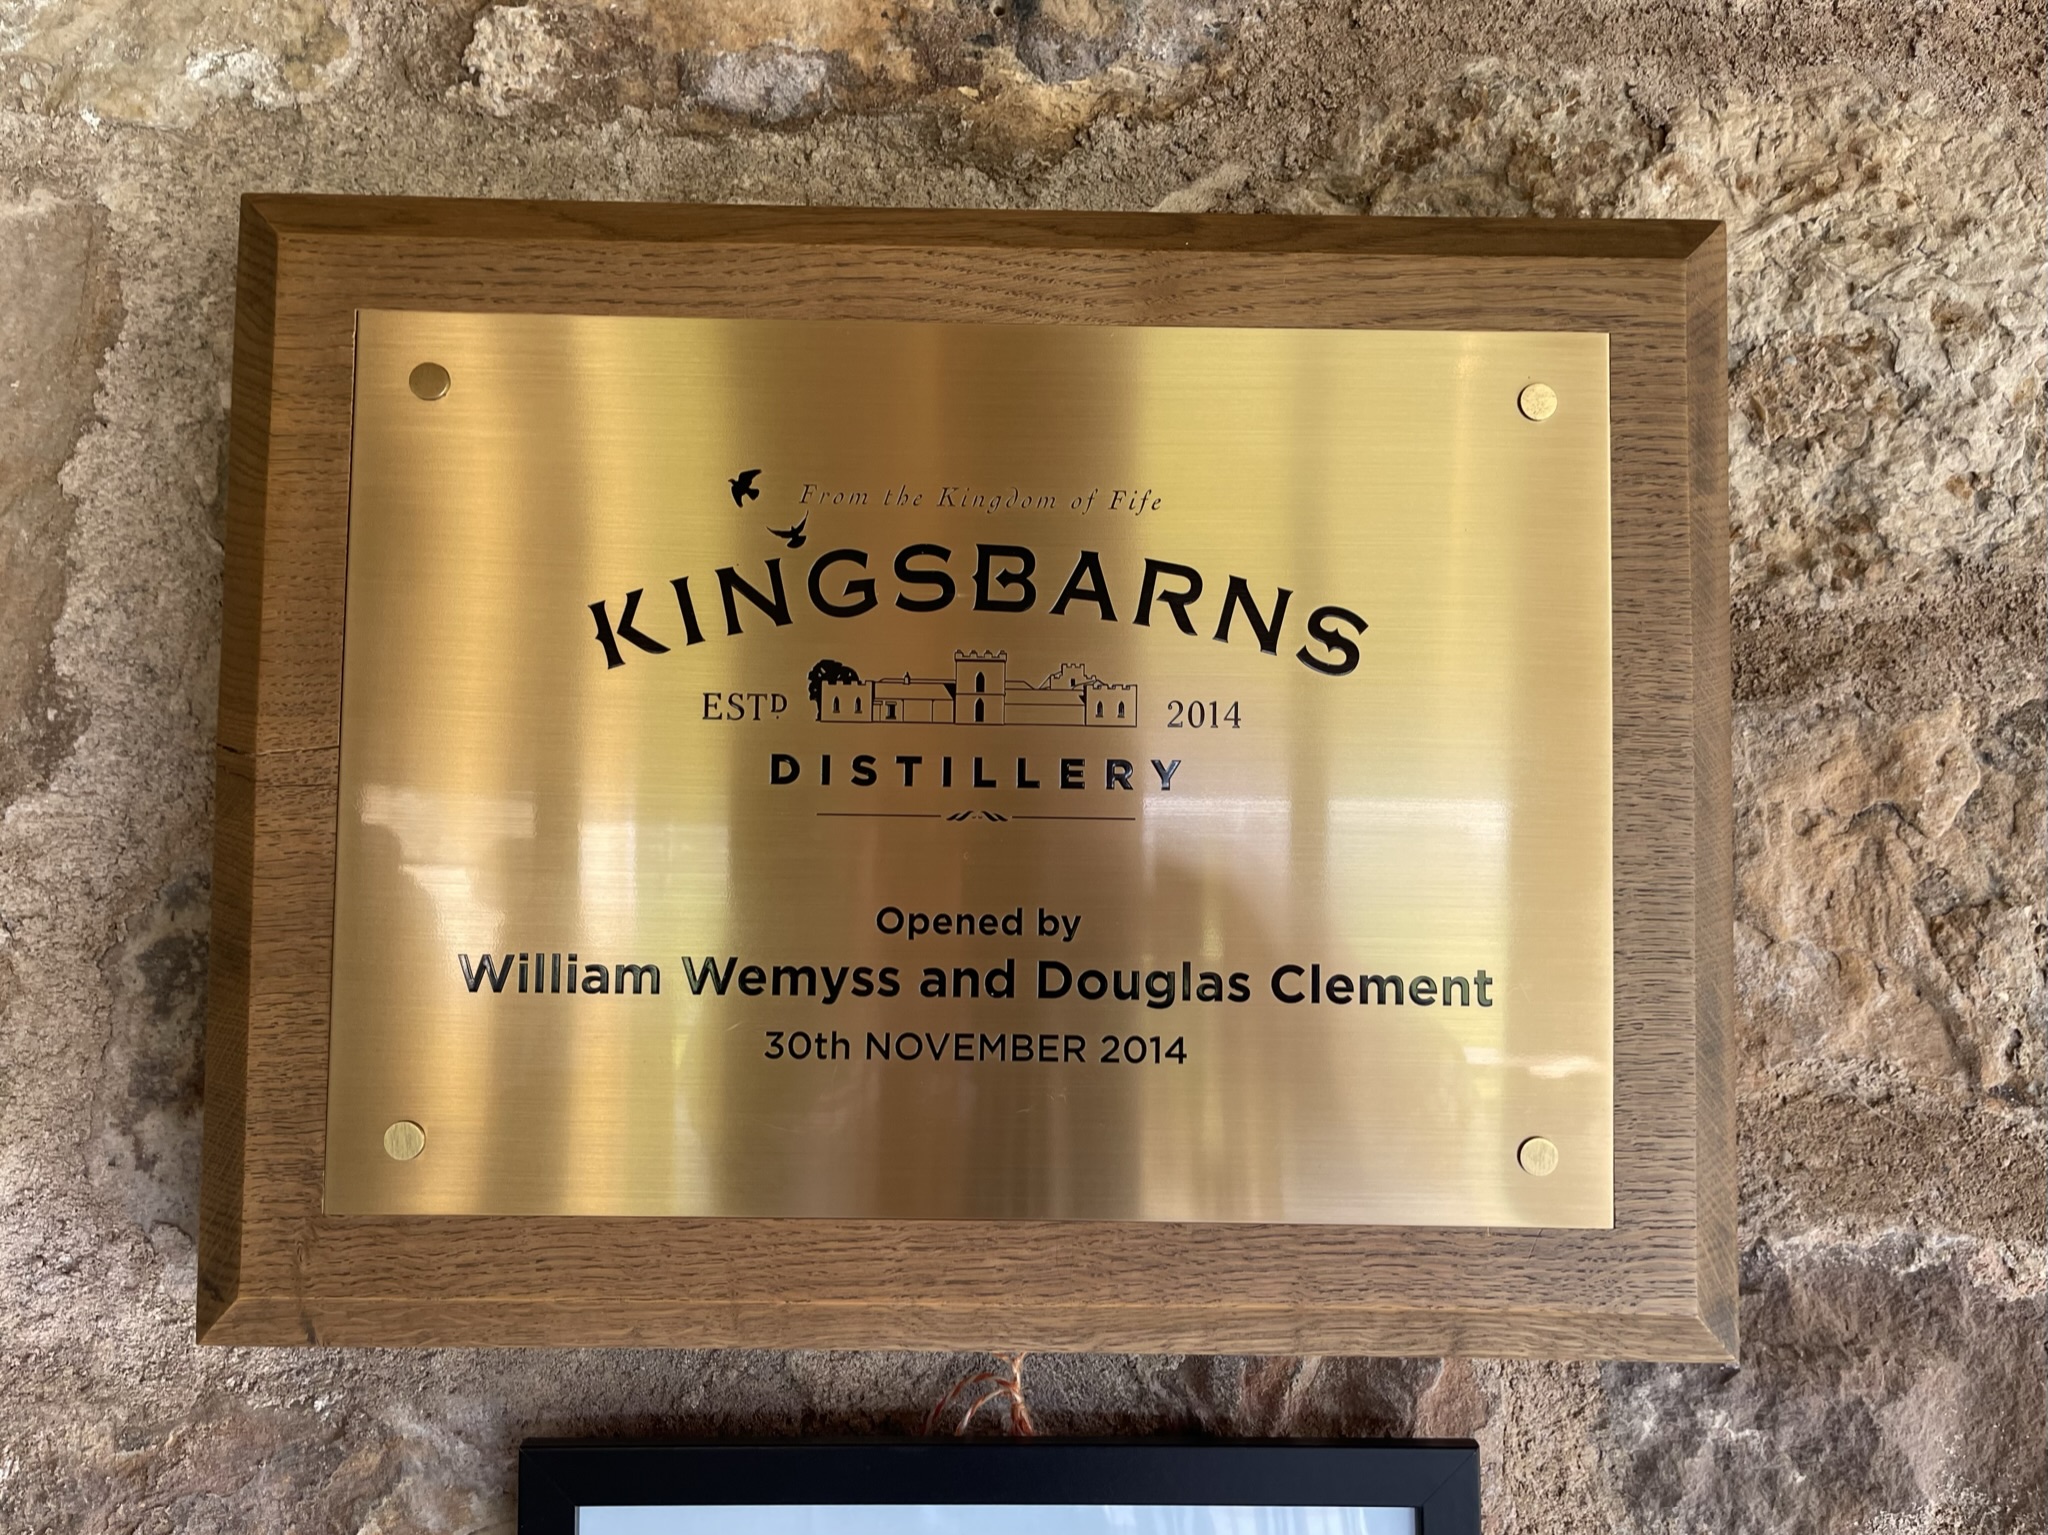 From the Kingdom of Fife
KINGSBARNS
ESTD 2014
DISTILLERY
Opened by
William Wemyss and Douglas Clement
30th NOVEMBER 2014